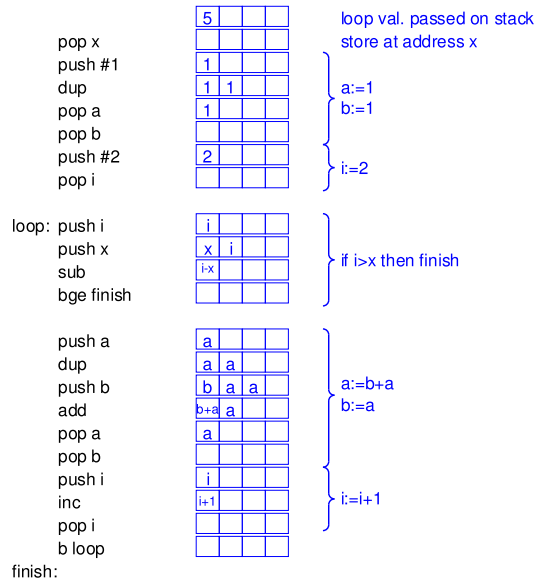 5 loop val. passed on stack
pop x store at address x
push #1 1
dup 1 1 a:=1
pop a 1 b:=1
pop b
push #2 2 i:=2
pop i
loop: push i i
push x x i if i>x then finish
sub i-x
bge finish
push a a
dup a a
push b b a a a:=b+a
add b+a a b:=a
pop a a
pop b
push i i
inc i+1 i:=i+1
pop i
b loop
finish: